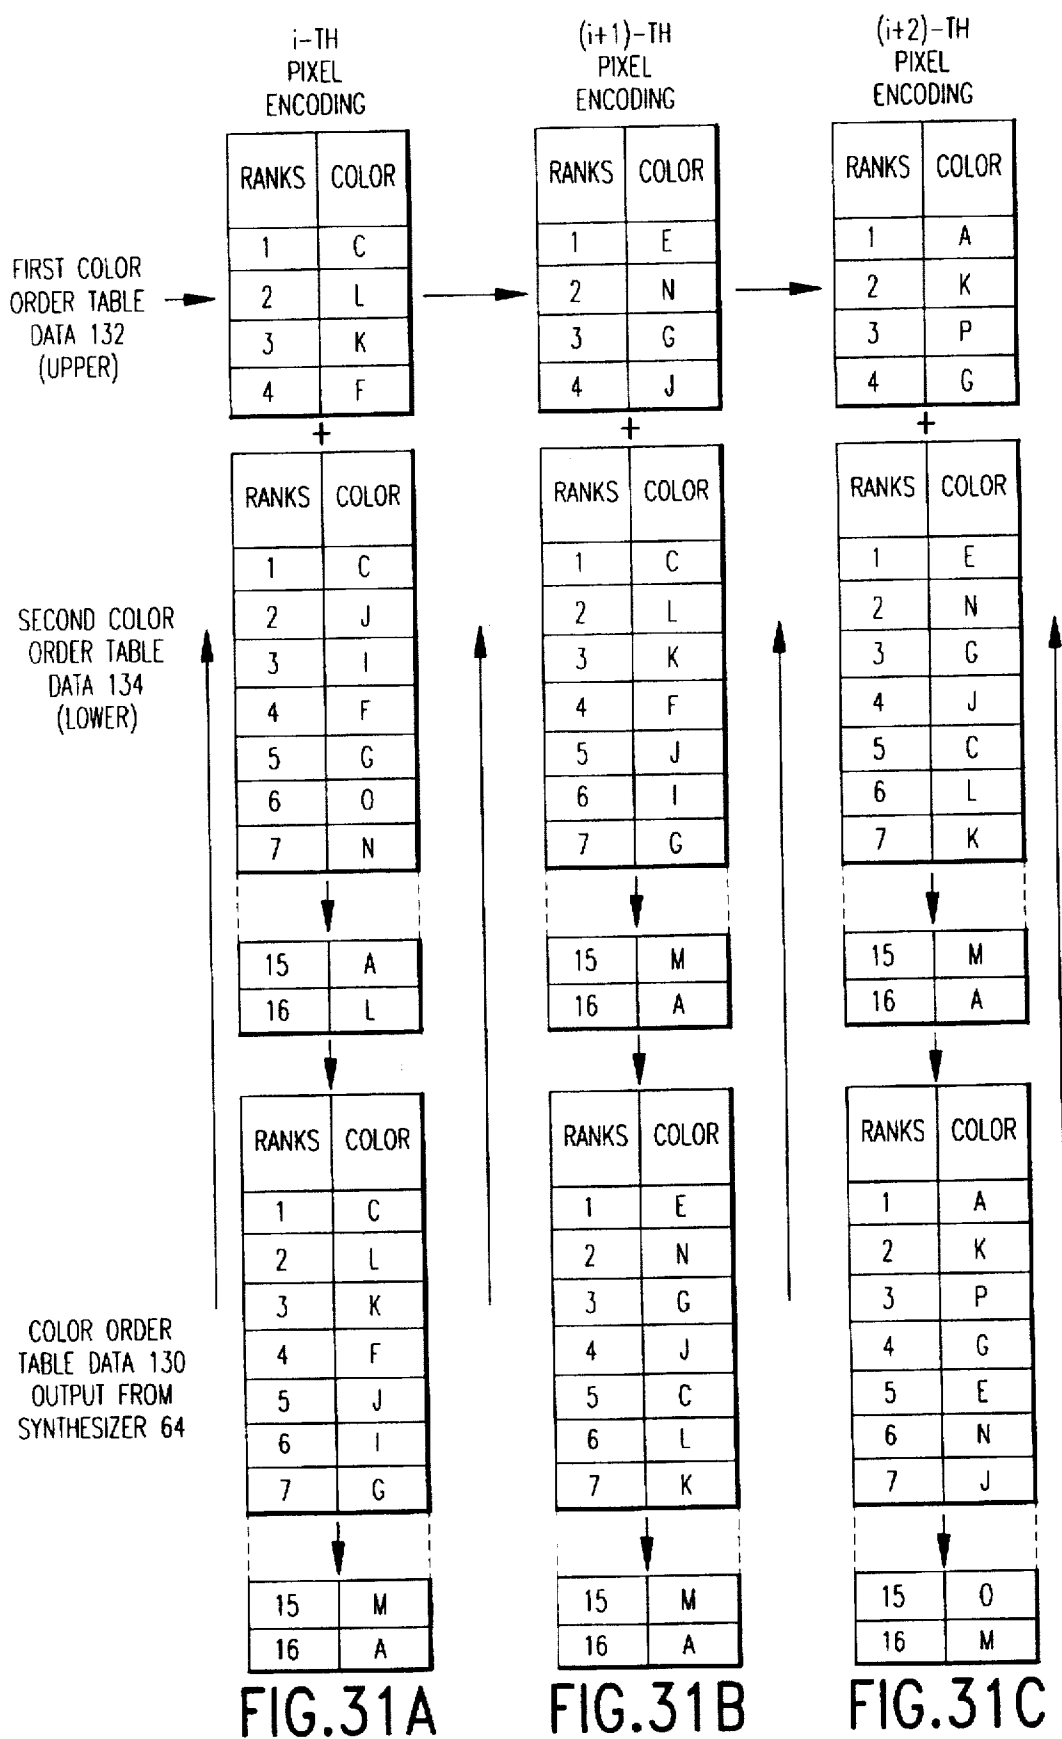 i-TH
PIXEL
ENCODING
(i+1)-TH
PIXEL
ENCODING
(i+2)-TH
PIXEL
ENCODING
FIRST COLOR
ORDER TABLE
DATA 132
(UPPER)
RANKS COLOR
1 C
2 L
3 K
4 F
RANKS COLOR
1 E
2 N
3 G
4 J
RANKS COLOR
1 A
2 K
3 P
4 G
+
+
+
SECOND COLOR
ORDER TABLE
DATA 134
(LOWER)
RANKS COLOR
1 C
2 J
3 I
4 F
5 G
6 O
7 N
15 A
16 L
RANKS COLOR
1 C
2 L
3 K
4 F
5 J
6 I
7 G
15 M
16 A
RANKS COLOR
1 E
2 N
3 G
4 J
5 C
6 L
7 K
15 M
16 A
COLOR ORDER
TABLE DATA 130
OUTPUT FROM
SYNTHESIZER 64
RANKS COLOR
1 C
2 L
3 K
4 F
5 J
6 I
7 G
15 M
16 A
RANKS COLOR
1 E
2 N
3 G
4 J
5 C
6 L
7 K
15 M
16 A
RANKS COLOR
1 A
2 K
3 P
4 G
5 E
6 N
7 J
15 O
16 M
FIG.31A
FIG.31B
FIG.31C